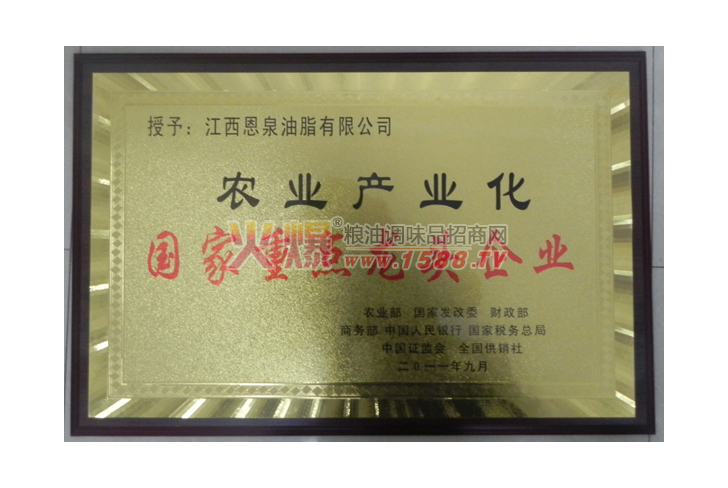 授予：江西恩泉油脂有限公司
农业产业化
火爆®粮油调味品招商网
www.1588.tv
国家重点龙头企业
农业部 国家发改委 财政部
商务部 中国人民银行 国家税务总局
中国证监会 全国供销社
二〇一一年九月